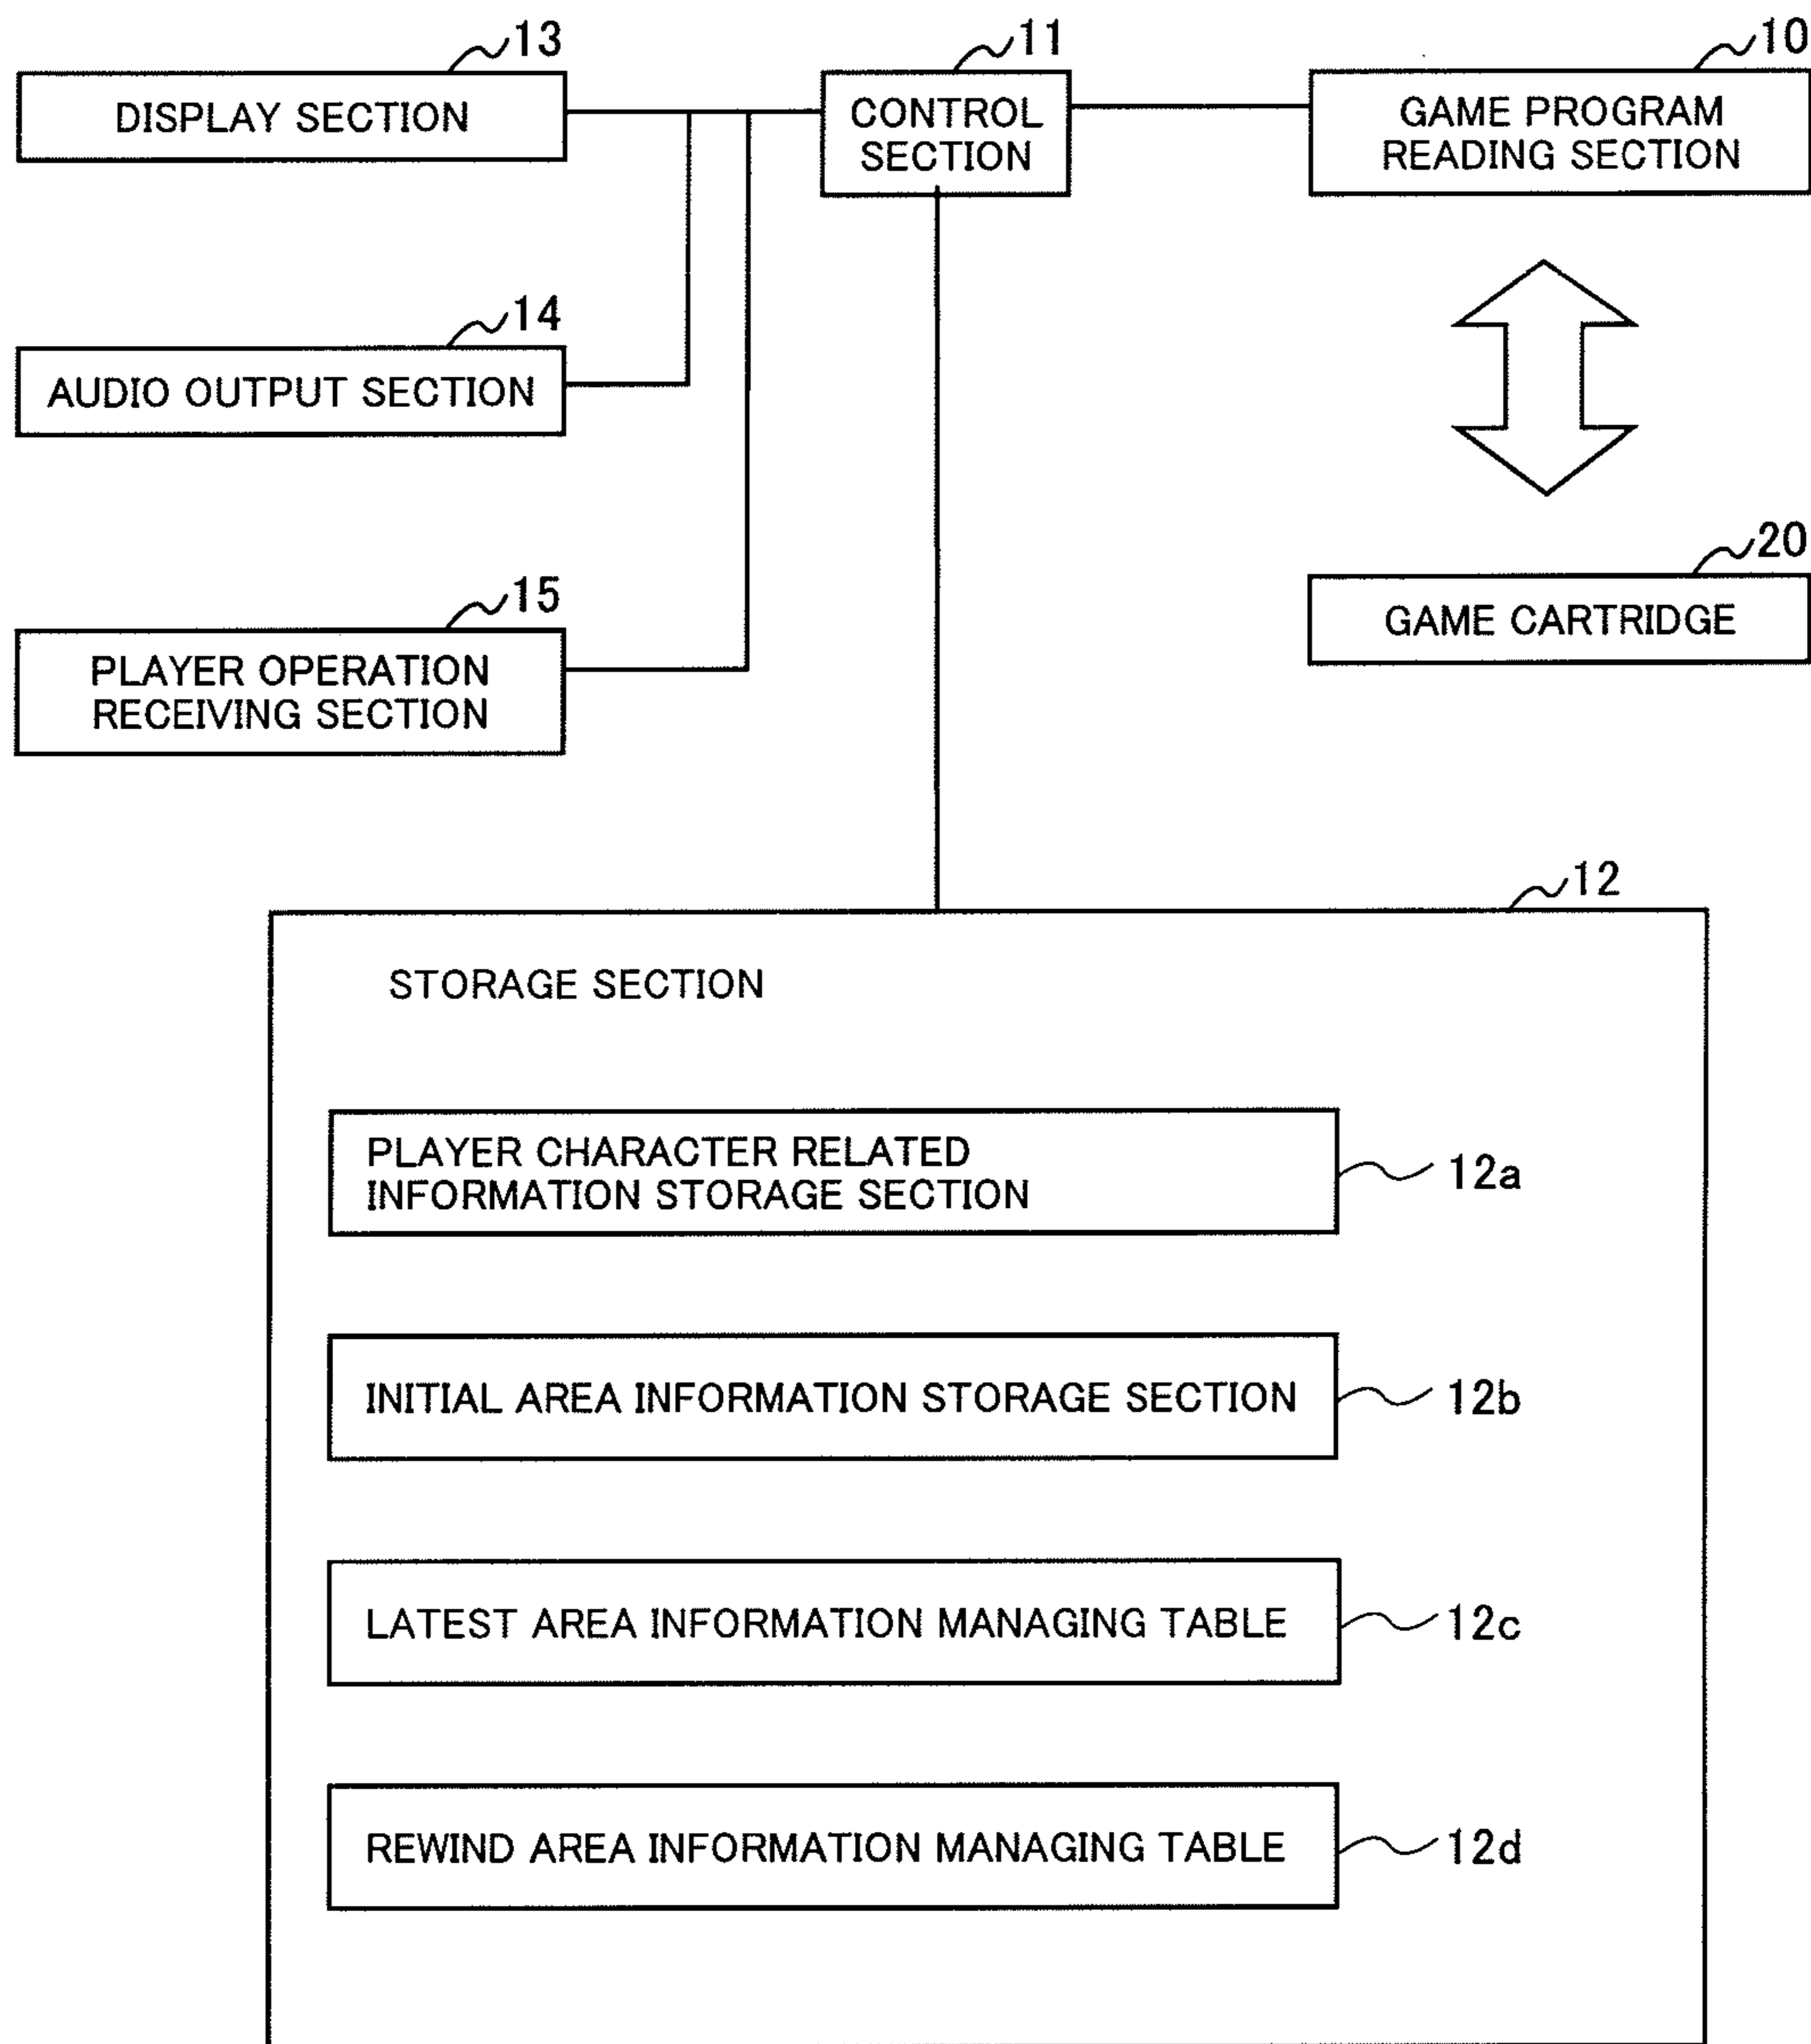 13
DISPLAY SECTION
11
CONTROL
SECTION
10
GAME PROGRAM
READING SECTION
14
AUDIO OUTPUT SECTION
15
PLAYER OPERATION
RECEIVING SECTION
20
GAME CARTRIDGE
12
STORAGE SECTION
PLAYER CHARACTER RELATED
INFORMATION STORAGE SECTION
12a
INITIAL AREA INFORMATION STORAGE SECTION
12b
LATEST AREA INFORMATION MANAGING TABLE
12c
REWIND AREA INFORMATION MANAGING TABLE
12d